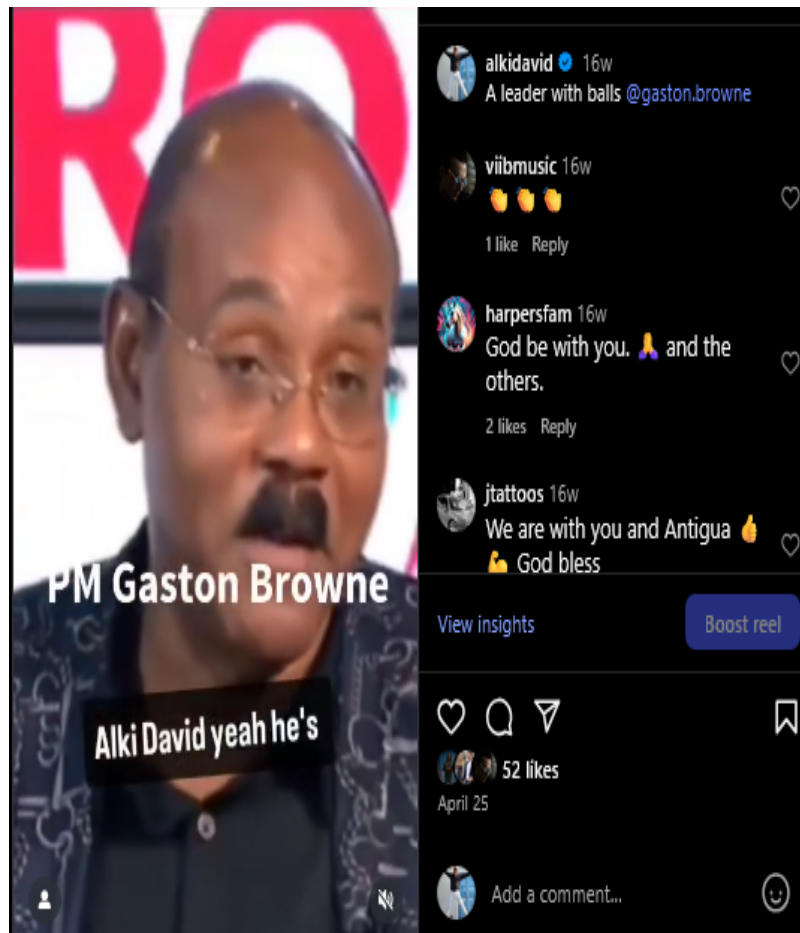 RO
PM Gaston Browne
Alki David yeah he's
alkidavid 16w
A leader with balls @gaston.browne
viibmusic 16w
👏 👏 👏
1 like Reply
harpersfam 16w
God be with you. 🙏 and the
others.
2 likes Reply
jtattoos 16w
We are with you and Antigua 👍
💪 God bless
View insights
Boost reel
52 likes
April 25
Add a comment...